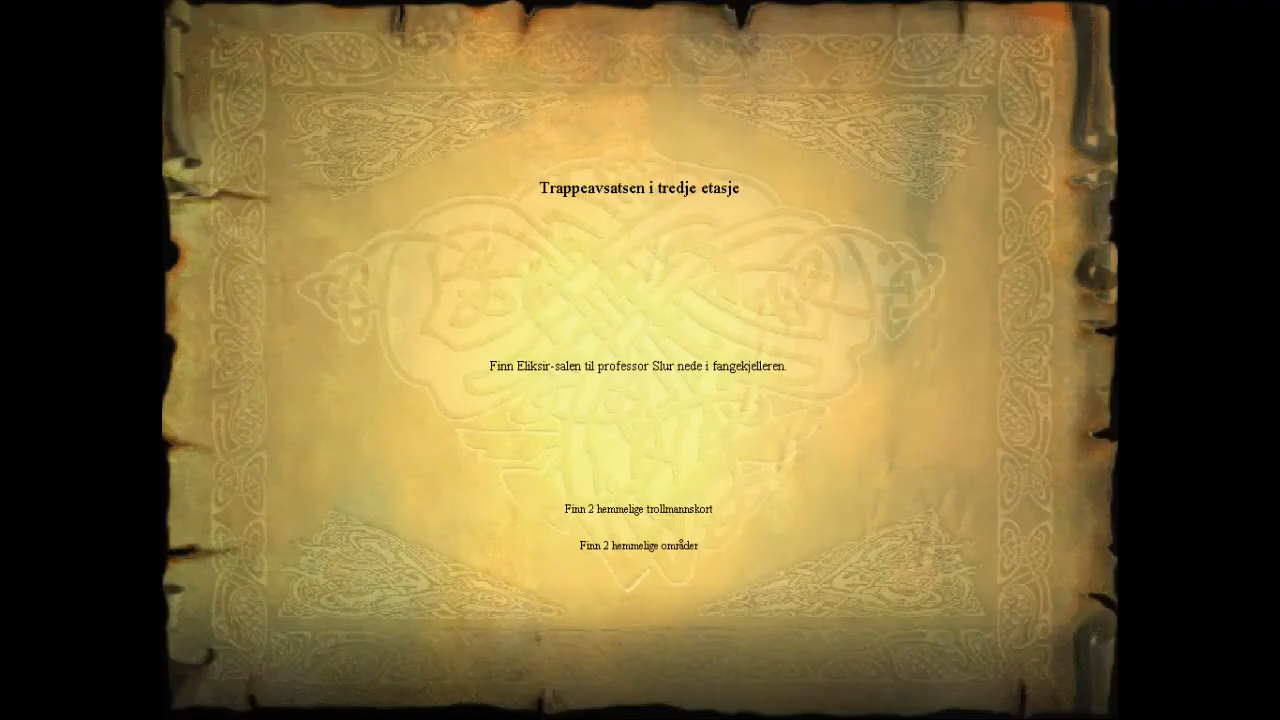 Trappeavsatsen i tredje etasje
Finn Eliksir-salen til professor Slur nede i fangekjelleren.
Finn 2 hemmelige trollmannskort
Finn 2 hemmelige områder